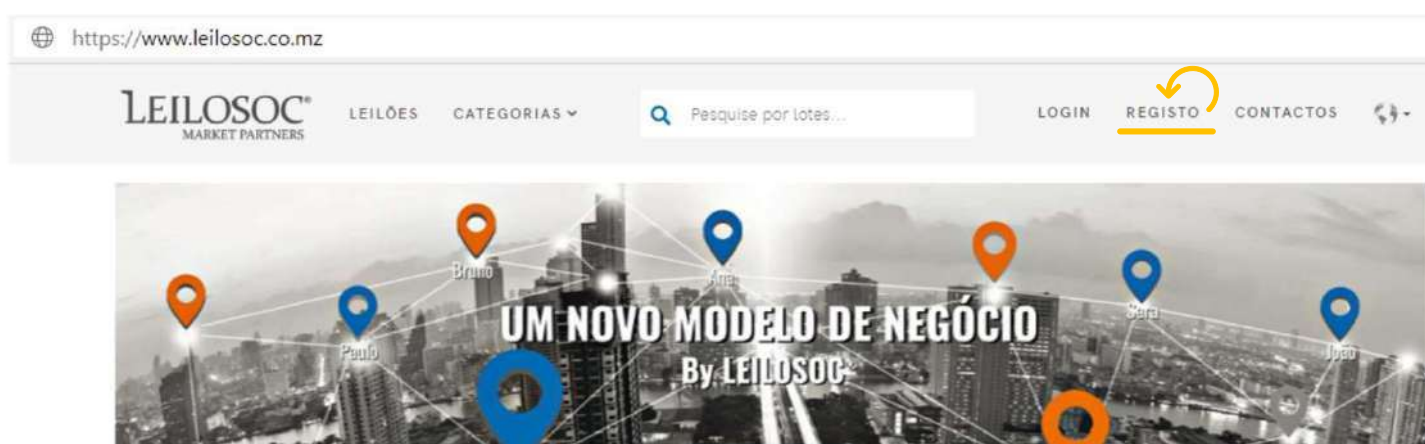 https://www.leilosoc.co.mz
LEILOSOC®
MARKET PARTNERS
LEILÕES
CATEGORIAS
Pesquise por lotes...
LOGIN
REGISTO
CONTACTOS
Bruno
Ana
Sara
Paulo
João
UM NOVO MODELO DE NEGÓCIO
By LEILOSOC